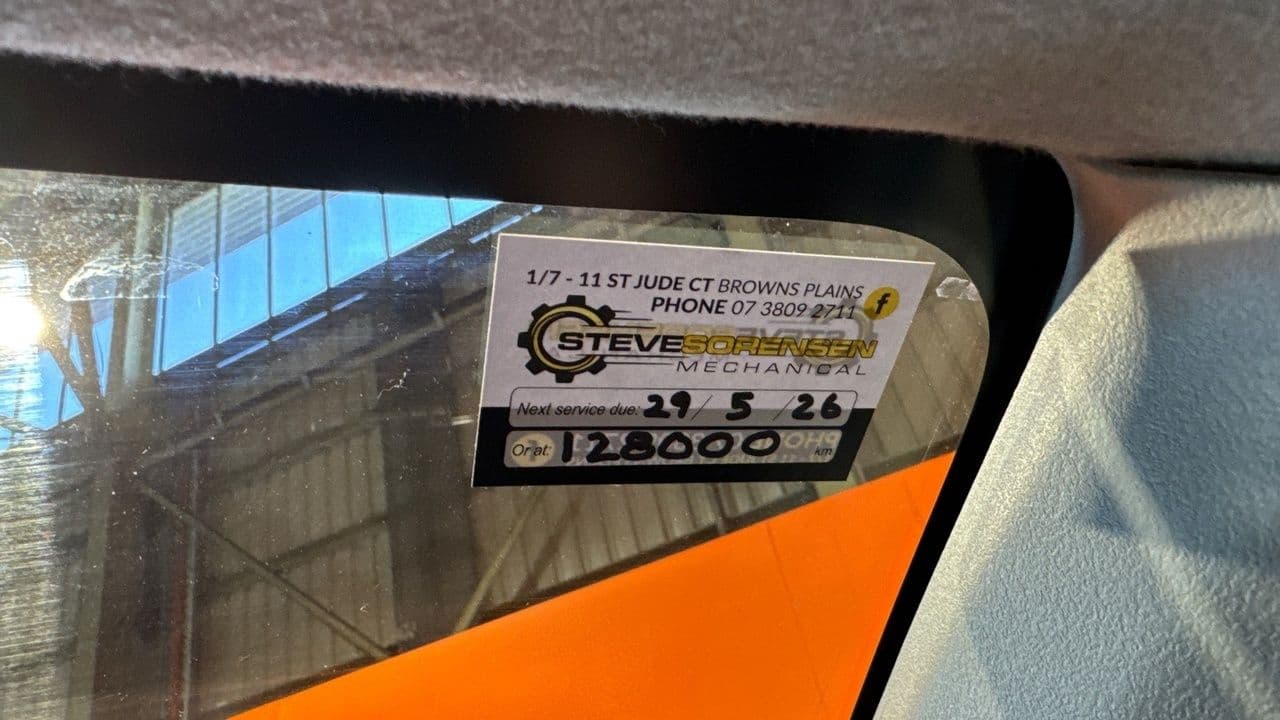 1/7 - 11 ST JUDE CT BROWNS PLAINS
PHONE 07 3809 2711
f
STEVESORENSEN
MECHANICAL
Next service due: 29/ 5 /26
Or at: 128000 km